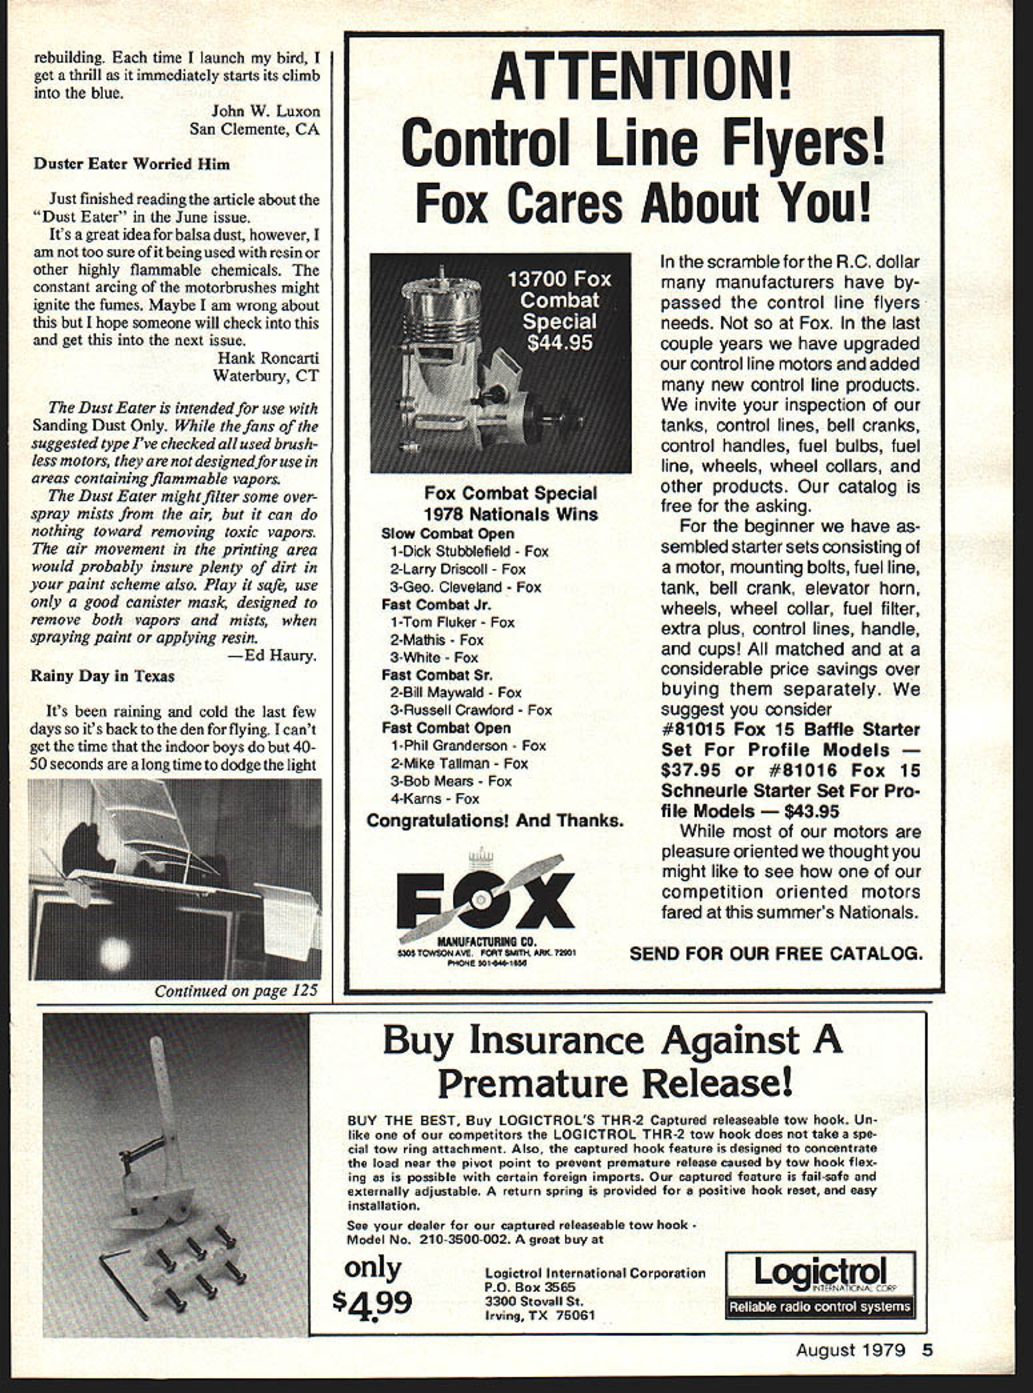 rebuilding. Each time I launch my bird, I
get a thrill as it immediately starts its climb
into the blue.
John W. Luxon
San Clemente, CA
Duster Eater Worried Him
Just finished reading the article about the
“Dust Eater” in the June issue.
It's a great idea for balsa dust, however, I
am not too sure of it being used with resin or
other highly flammable chemicals. The
constant arcing of the motorbrushes might
ignite the fumes. Maybe I am wrong about
this but I hope someone will check into this
and get this into the next issue.
Hank Roncarti
Waterbury, CT
The Dust Eater is intended for use with
Sanding Dust Only. While the fans of the
suggested type I've checked all used brush-
less motors, they are not designed for use in
areas containing flammable vapors.
The Dust Eater might filter some over-
spray mists from the air, but it can do
nothing toward removing toxic vapors.
The air movement in the printing area
would probably insure plenty of dirt in
your paint scheme also. Play it safe, use
only a good canister mask, designed to
remove both vapors and mists, when
spraying paint or applying resin.
—Ed Haury.
Rainy Day in Texas
It's been raining and cold the last few
days so it's back to the den for flying. I can't
get the time that the indoor boys do but 40-
50 seconds are a long time to dodge the light
Continued on page 125
ATTENTION!
Control Line Flyers!
Fox Cares About You!
13700 Fox
Combat
Special
$44.95
Fox Combat Special
1978 Nationals Wins
Slow Combat Open
1-Dick Stubblefield - Fox
2-Larry Driscoll - Fox
3-Geo. Cleveland - Fox
Fast Combat Jr.
1-Tom Fluker - Fox
2-Mathis - Fox
3-White - Fox
Fast Combat Sr.
2-Bill Maywald - Fox
3-Russell Crawford - Fox
Fast Combat Open
1-Phil Granderson - Fox
2-Mike Tallman - Fox
3-Bob Mears - Fox
4-Karns - Fox
Congratulations! And Thanks.
FOX
MANUFACTURING CO.
5305 TOWSON AVE. FORT SMITH, ARK. 72901
PHONE 501-646-1656
In the scramble for the R.C. dollar
many manufacturers have by-
passed the control line flyers
needs. Not so at Fox. In the last
couple years we have upgraded
our control line motors and added
many new control line products.
We invite your inspection of our
tanks, control lines, bell cranks,
control handles, fuel bulbs, fuel
line, wheels, wheel collars, and
other products. Our catalog is
free for the asking.
For the beginner we have as-
sembled starter sets consisting of
a motor, mounting bolts, fuel line,
tank, bell crank, elevator horn,
wheels, wheel collar, fuel filter,
extra plus, control lines, handle,
and cups! All matched and at a
considerable price savings over
buying them separately. We
suggest you consider
#81015 Fox 15 Baffle Starter
Set For Profile Models —
$37.95 or #81016 Fox 15
Schneurle Starter Set For Pro-
file Models — $43.95
While most of our motors are
pleasure oriented we thought you
might like to see how one of our
competition oriented motors
fared at this summer's Nationals.
SEND FOR OUR FREE CATALOG.
Buy Insurance Against A
Premature Release!
BUY THE BEST, Buy LOGICTROL'S THR-2 Captured releaseable tow hook. Un-
like one of our competitors the LOGICTROL THR-2 tow hook does not take a spe-
cial tow ring attachment. Also, the captured hook feature is designed to concentrate
the load near the pivot point to prevent premature release caused by tow hook flex-
ing as is possible with certain foreign imports. Our captured feature is fail-safe and
externally adjustable. A return spring is provided for a positive hook reset, and easy
installation.
See your dealer for our captured releaseable tow hook -
Model No. 210-3500-002. A great buy at
only
$4.99
Logictrol International Corporation
P.O. Box 3565
3300 Stovall St.
Irving, TX 75061
Logictrol
INTERNATIONAL CORP
Reliable radio control systems
August 1979 5